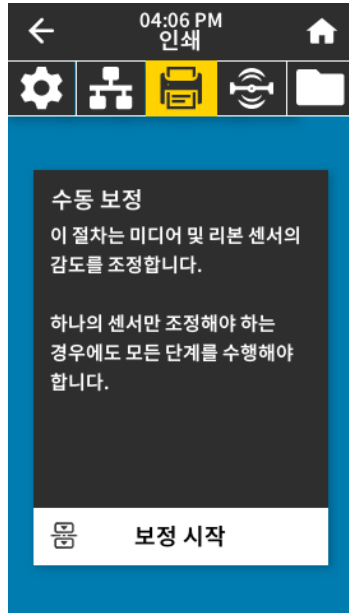 04:06 PM
인쇄
수동 보정
이 절차는 미디어 및 리본 센서의
감도를 조정합니다.
하나의 센서만 조정해야 하는
경우에도 모든 단계를 수행해야
합니다.
보정 시작